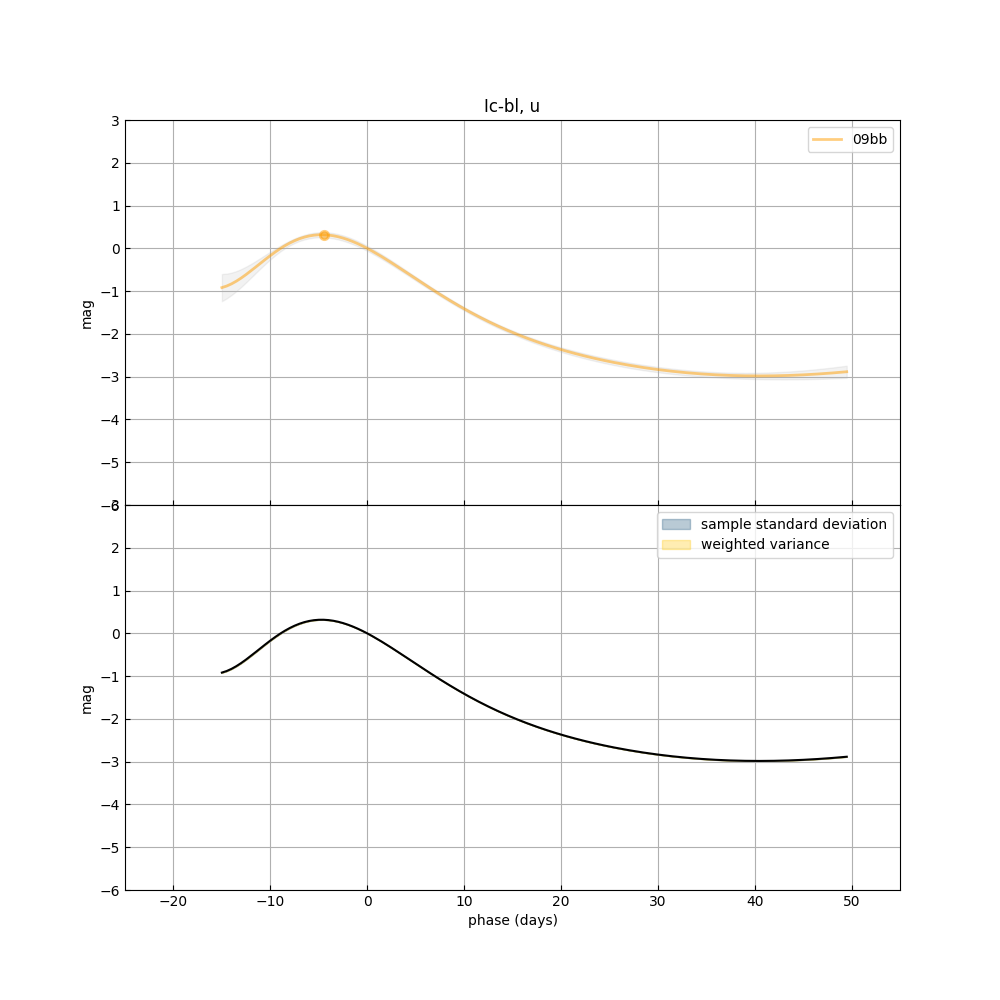 Ic-bl, u
3
2
1
0
−1
−2
−3
−4
−5
−6
mag
09bb
3
2
1
0
−1
−2
−3
−4
−5
−6
mag
sample standard deviation
weighted variance
−20 −10 0 10 20 30 40 50
phase (days)